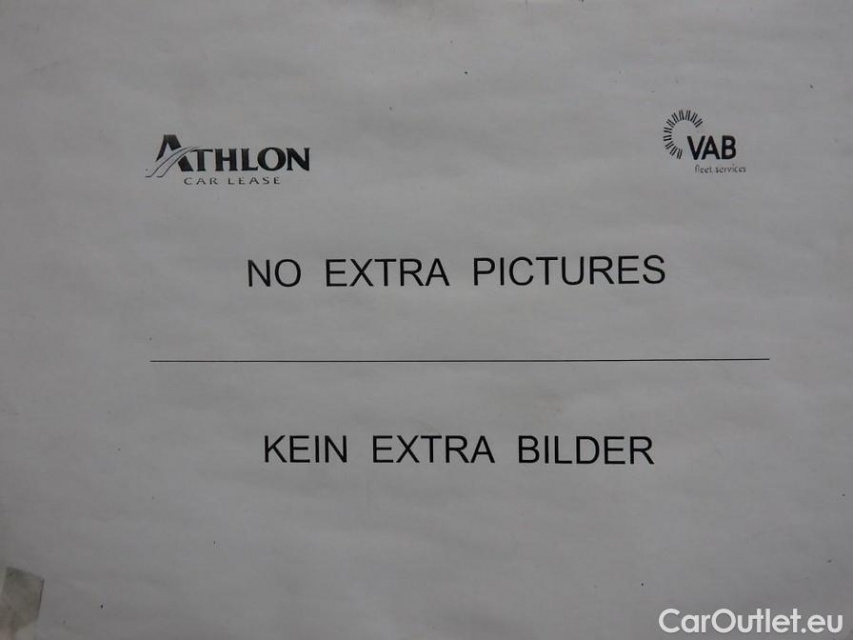 ATHLON
CAR LEASE
VAB
fleet services
NO EXTRA PICTURES
KEIN EXTRA BILDER
CarOutlet.eu